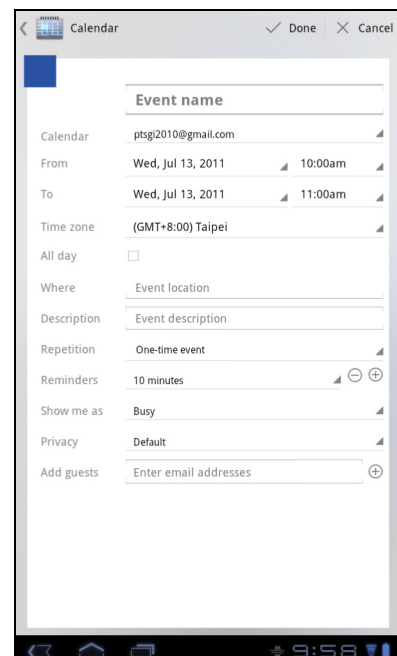 Calendar Done Cancel
Event name
Calendar ptsgi2010@gmail.com
From Wed, Jul 13, 2011 10:00am
To Wed, Jul 13, 2011 11:00am
Time zone (GMT+8:00) Taipei
All day
Where Event location
Description Event description
Repetition One-time event
Reminders 10 minutes
Show me as Busy
Privacy Default
Add guests Enter email addresses
9:58